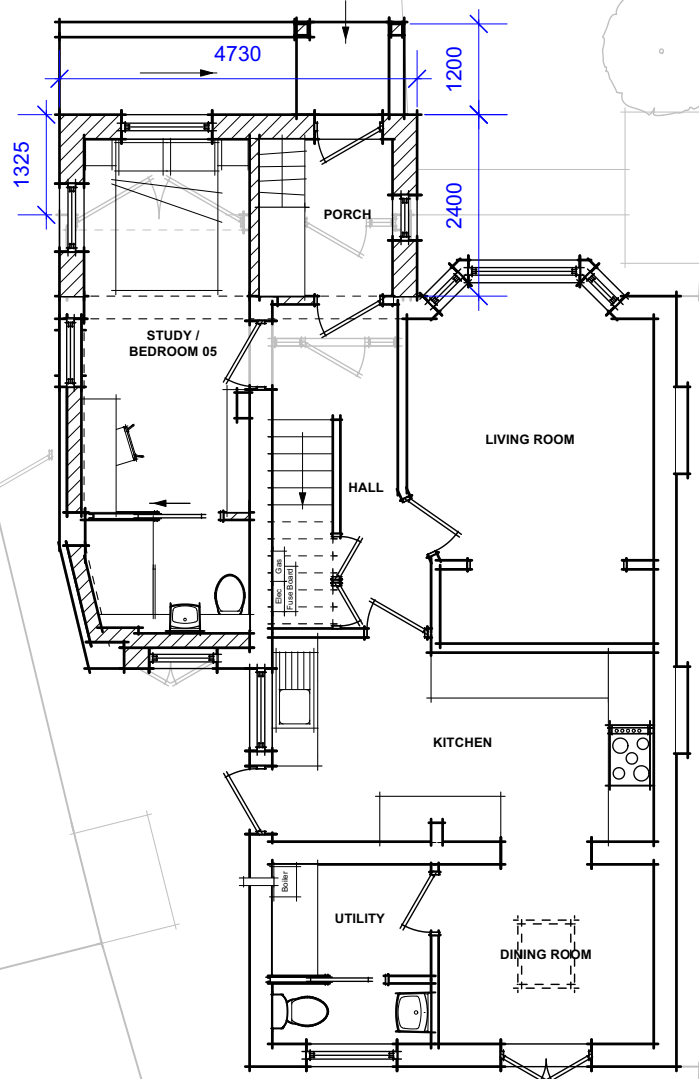 4730
1200
1325
2400
PORCH
STUDY /
BEDROOM 05
LIVING ROOM
HALL
Gas
Elec
Fuse Board
KITCHEN
Boiler
UTILITY
DINING ROOM